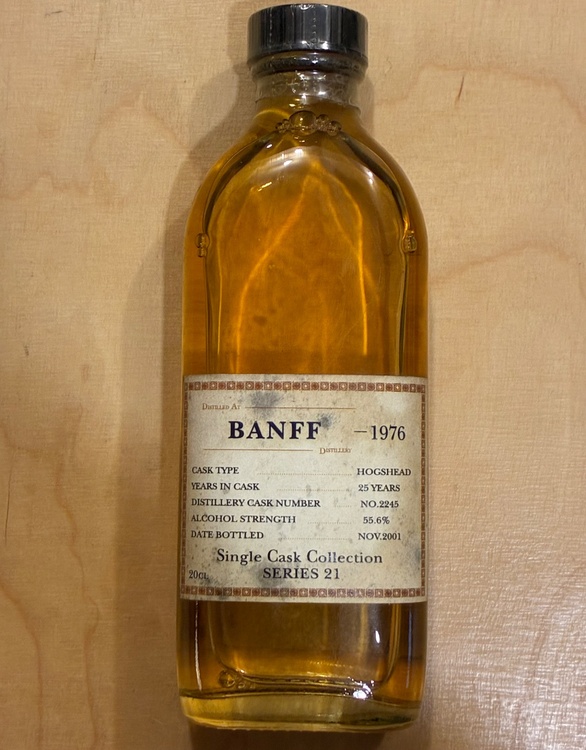 DISTILLED AT
BANFF — 1976
DISTILLERY
CASK TYPE HOGSHEAD
YEARS IN CASK 25 YEARS
DISTILLERY CASK NUMBER NO.2245
ALCOHOL STRENGTH 55.6%
DATE BOTTLED NOV.2001
Single Cask Collection
20CL SERIES 21